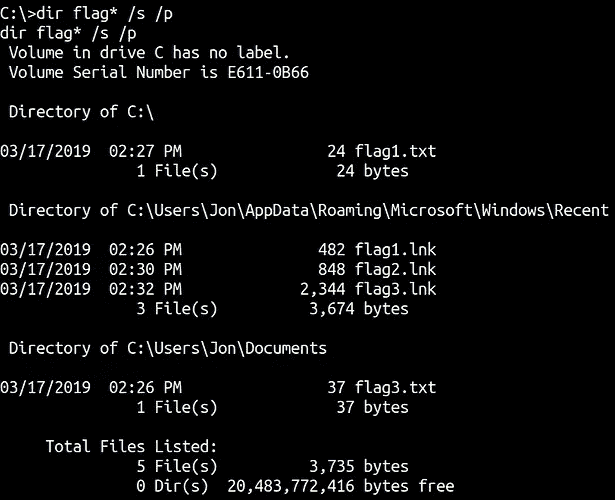 C:\>dir flag* /s /p
dir flag* /s /p
 Volume in drive C has no label.
 Volume Serial Number is E611-0B66

 Directory of C:\

03/17/2019  02:27 PM                24 flag1.txt
               1 File(s)             24 bytes

 Directory of C:\Users\Jon\AppData\Roaming\Microsoft\Windows\Recent

03/17/2019  02:26 PM               482 flag1.lnk
03/17/2019  02:30 PM               848 flag2.lnk
03/17/2019  02:32 PM             2,344 flag3.lnk
               3 File(s)          3,674 bytes

 Directory of C:\Users\Jon\Documents

03/17/2019  02:26 PM                37 flag3.txt
               1 File(s)             37 bytes

     Total Files Listed:
               5 File(s)          3,735 bytes
               0 Dir(s)  20,483,772,416 bytes free